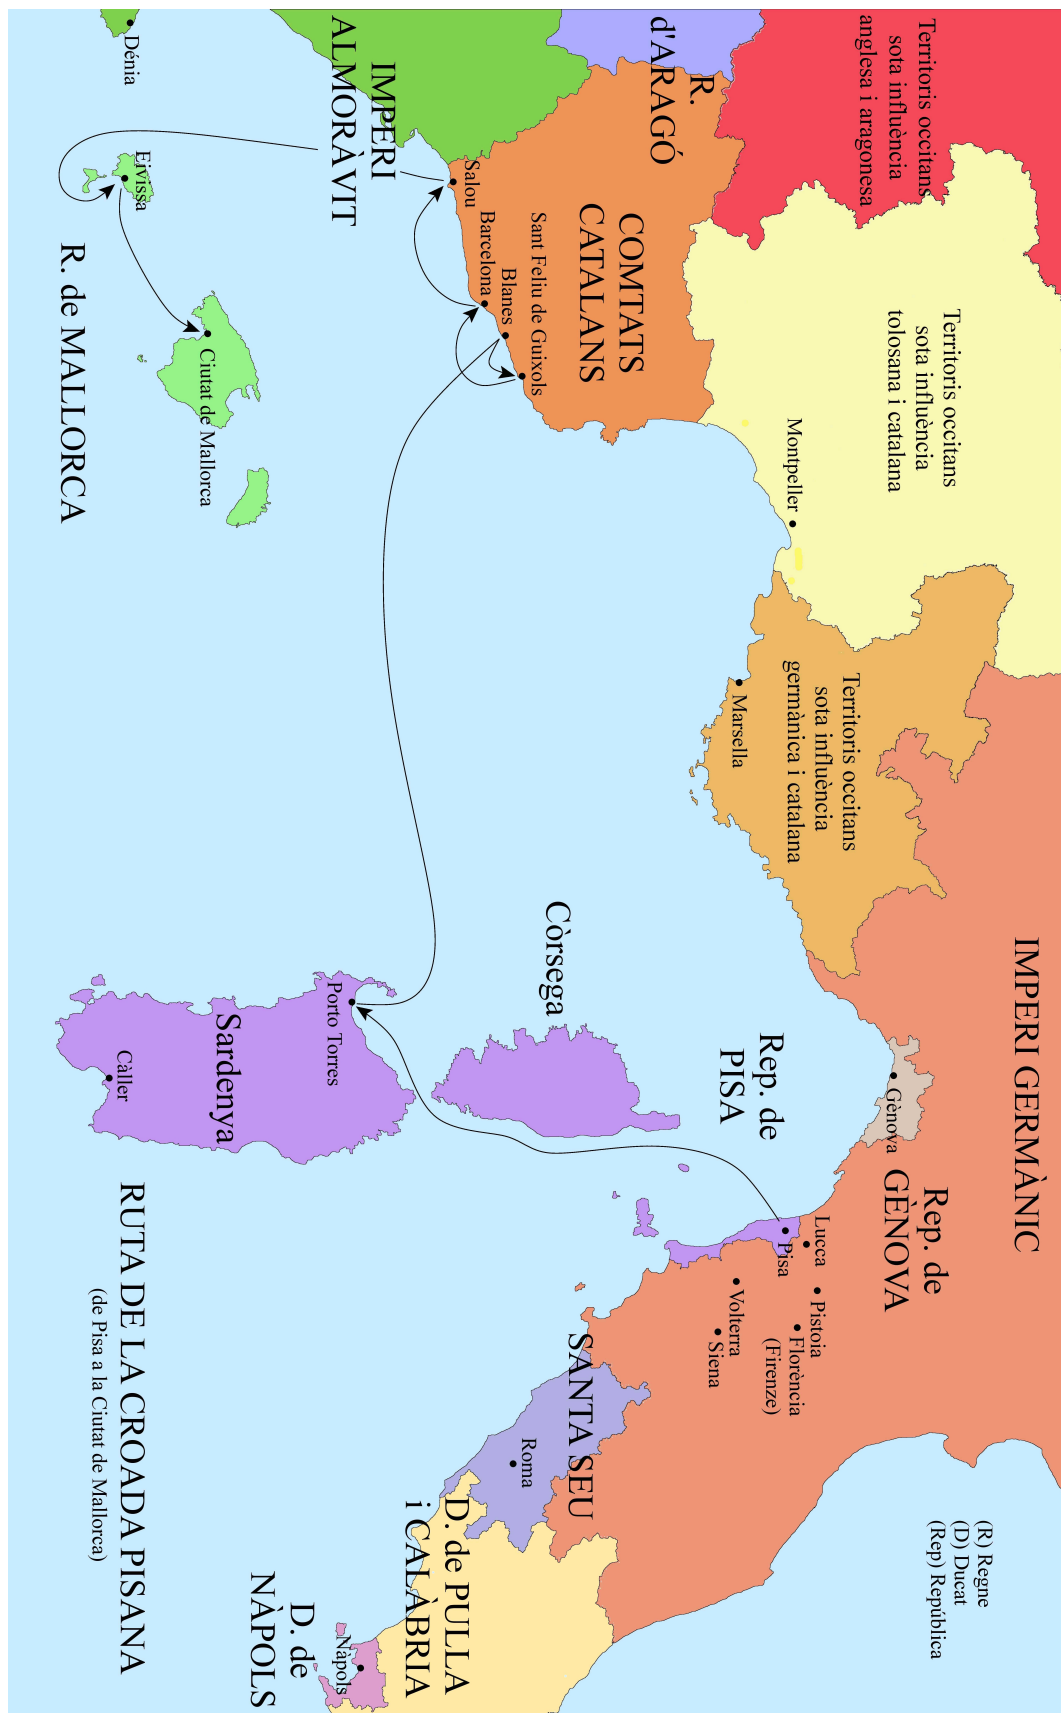 Territoris occitans
sota influència
anglesa i aragonesa
R.
d'ARAGÓ
IMPERI
ALMORÀVIT
Dénia
Territoris occitans
sota influència
tolosana i catalana
COMTATS
CATALANS
Salou
Barcelona
Blanes
Sant Feliu de Guixols
Eivissa
Ciutat de Mallorca
R. de MALLORCA
Montpeller
Territoris occitans
sota influència
germànica i catalana
Marsella
IMPERI GERMÀNIC
Gènova
Rep. de
GÈNOVA
Rep. de
PISA
Còrsega
Porto Torres
Sardenya
Càller
Lucca
Pisa
Pistoia
Florència
(Firenze)
Volterra
Siena
SANTA SEU
Roma
D. de PULLA
i CALÀBRIA
D. de
NÀPOLS
Nàpols
(R) Regne
(D) Ducat
(Rep) República
RUTA DE LA CROADA PISANA
(de Pisa a la Ciutat de Mallorca)